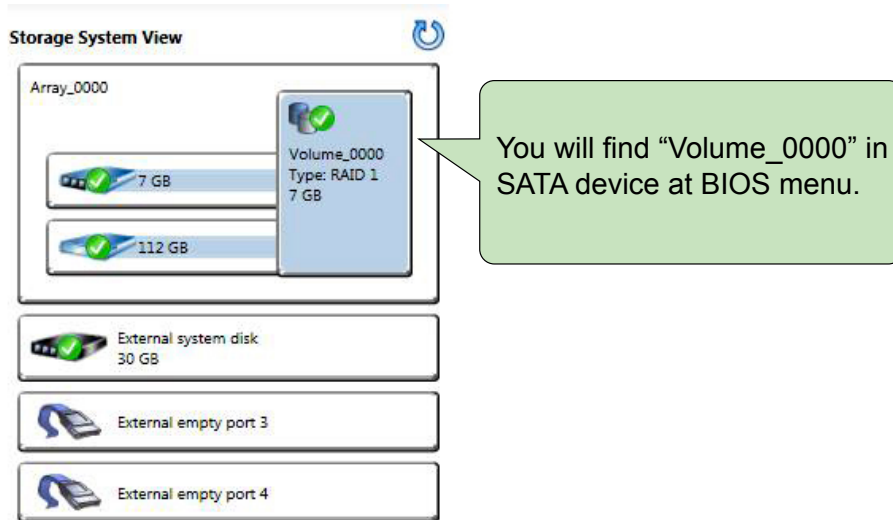 Storage System View
Array_0000
Volume_0000
Type: RAID 1
7 GB
7 GB
112 GB
External system disk
30 GB
External empty port 3
External empty port 4
You will find “Volume_0000” in
SATA device at BIOS menu.